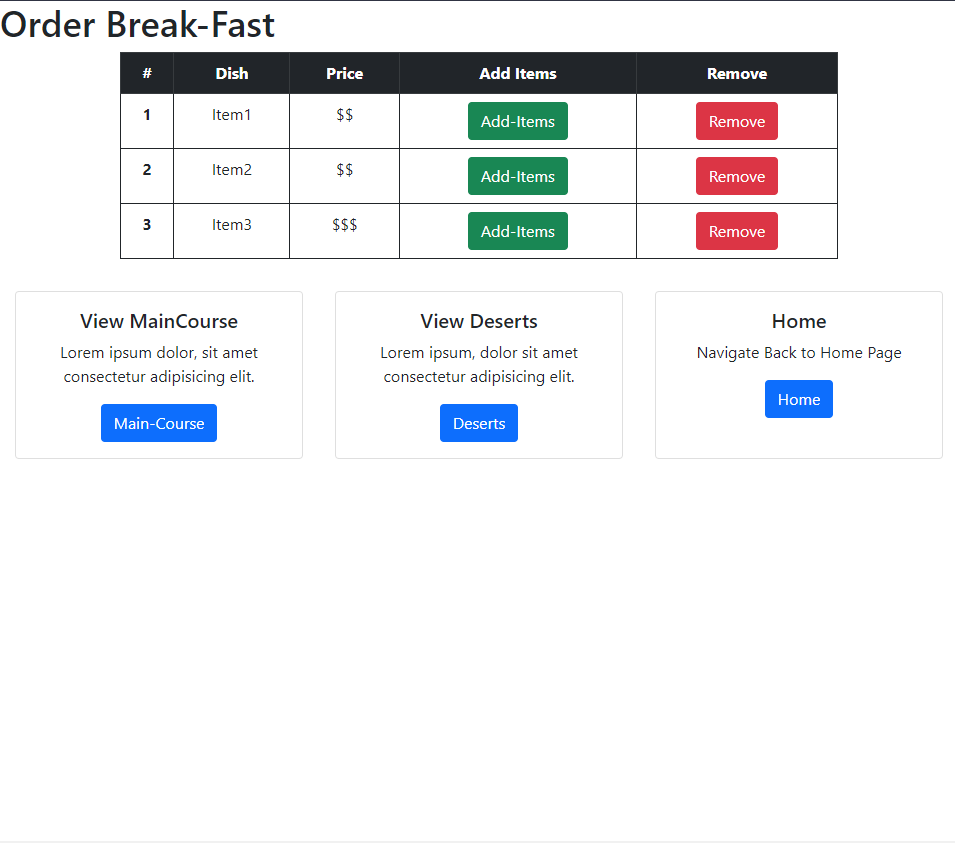 Order Break-Fast
# Dish Price Add Items Remove
1 Item1 $$ Add-Items Remove
2 Item2 $$ Add-Items Remove
3 Item3 $$$ Add-Items Remove
View MainCourse
Lorem ipsum dolor, sit amet
consectetur adipisicing elit.
Main-Course
View Deserts
Lorem ipsum, dolor sit amet
consectetur adipisicing elit.
Deserts
Home
Navigate Back to Home Page
Home